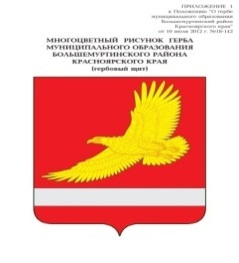 ПРИЛОЖЕНИЕ 1
к Положению "О гербе
муниципального образования
Большемуртинский район
Красноярского края"
от 10 июля 2012 г. №18-142
МНОГОЦВЕТНЫЙ РИСУНОК ГЕРБА
МУНИЦИПАЛЬНОГО ОБРАЗОВАНИЯ
БОЛЬШЕМУРТИНСКОГО РАЙОНА
КРАСНОЯРСКОГО КРАЯ
(гербовый щит)